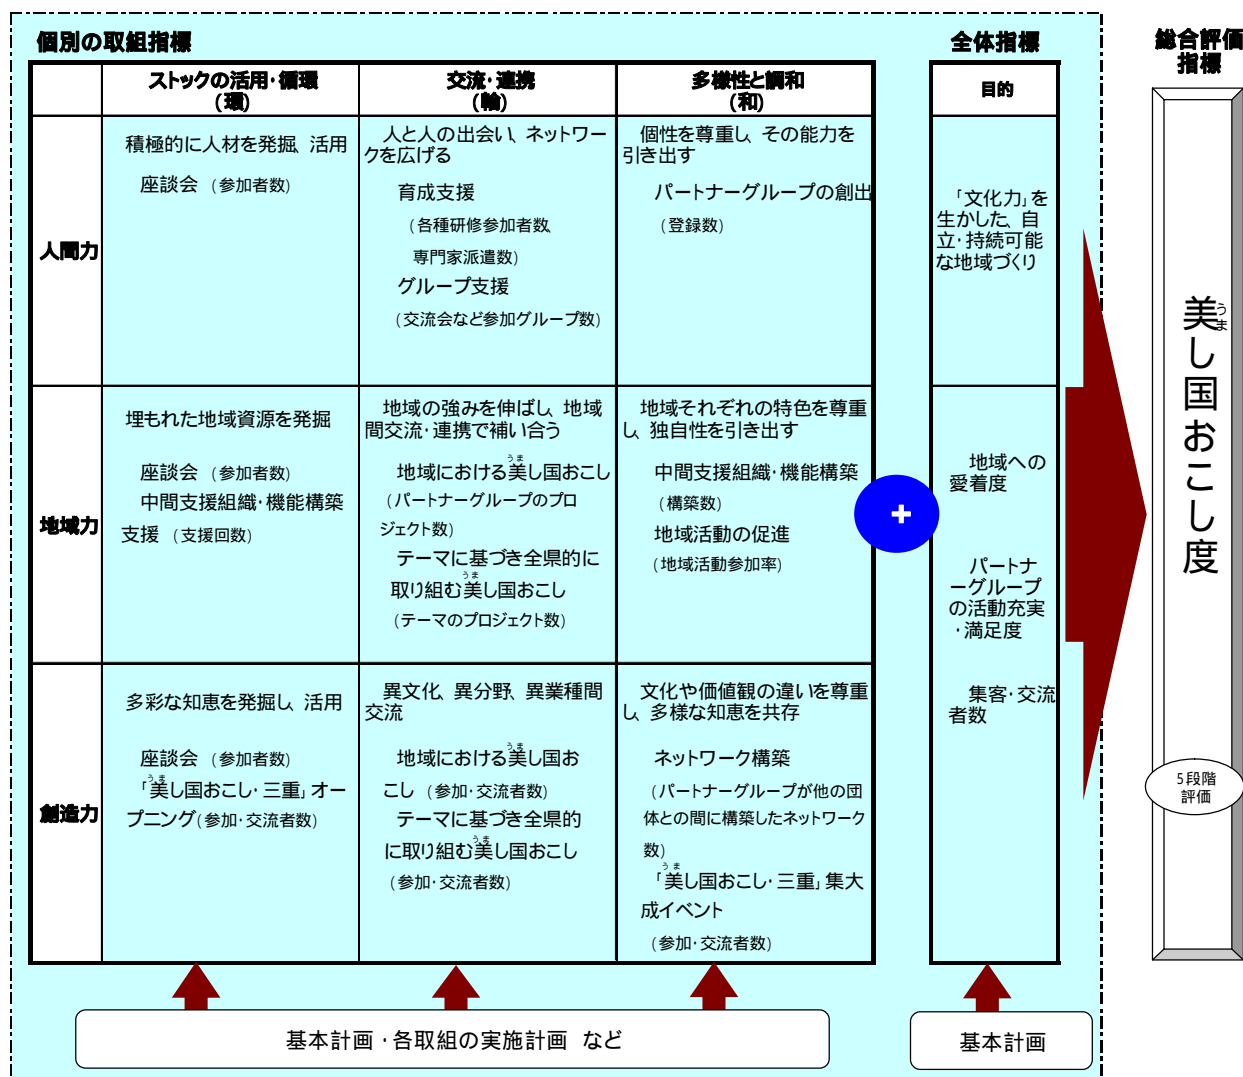 個別の取組指標
全体指標
総合評価
指標
ストックの活用・循環
(環)
交流・連携
(輪)
多様性と調和
(和)
目的
人間力
積極的に人材を発掘、活用
座談会（参加者数）
人と人の出会い、ネットワー
クを広げる
育成支援
（各種研修参加者数、
専門家派遣数）
グループ支援
（交流会など参加グループ数）
個性を尊重し、その能力を
引き出す
パートナーグループの創出
（登録数）
「文化力」を
生かした、自
立・持続可能
な地域づくり
地域力
埋もれた地域資源を発掘
座談会（参加者数）
中間支援組織・機能構築
支援（支援回数）
地域の強みを伸ばし、地域
間交流・連携で補い合う
うま
地域における美し国おこし
（パートナーグループのプロ
ジェクト数）
テーマに基づき全県的に
うま
取り組む美し国おこし
（テーマのプロジェクト数）
地域それぞれの特色を尊重
し、独自性を引き出す
中間支援組織・機能構築
（構築数）
地域活動の促進
（地域活動参加率）
+
地域への
愛着度
パートナ
ーグループ
の活動充実
・満足度
集客・交流
者数
創造力
多彩な知恵を発掘し、活用
座談会（参加者数）
うま
「美し国おこし・三重」オー
プニング（参加・交流者数）
異文化、異分野、異業種間
交流
うま
地域における美し国お
こし（参加・交流者数）
テーマに基づき全県的
うま
に取り組む美し国おこし
（参加・交流者数）
文化や価値観の違いを尊重
し、多様な知恵を共存
ネットワーク構築
（パートナーグループが他の団
体との間に構築したネットワーク
数）
うま
「美し国おこし・三重」集大
成イベント
（参加・交流者数）
うま
美し国おこし度
5段階
評価
基本計画・各取組の実施計画 など
基本計画